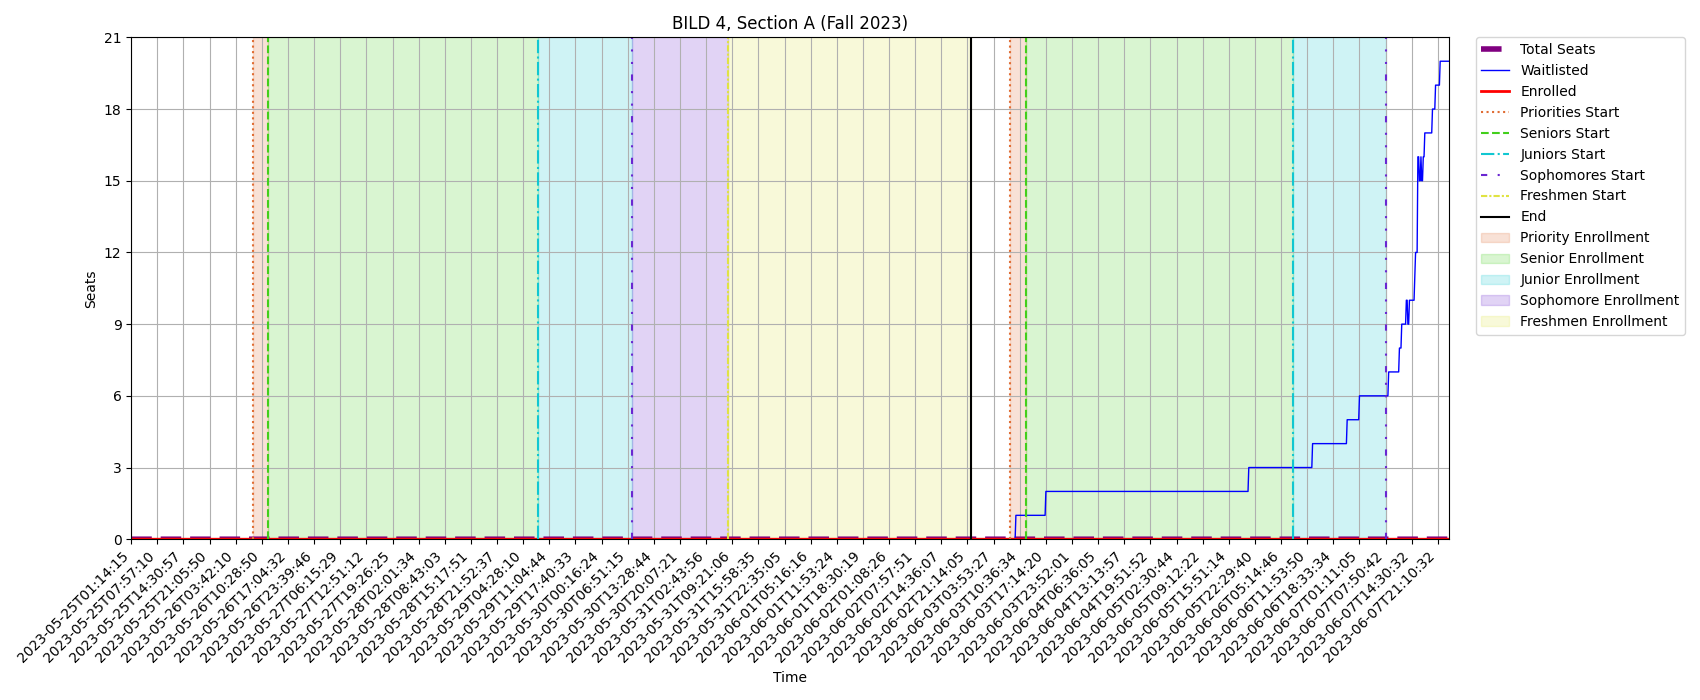 BILD 4, Section A (Fall 2023)
Seats
21
18
15
12
9
6
3
0
2023-05-25T01:14:15
2023-05-25T07:57:10
2023-05-25T14:30:57
2023-05-25T21:05:50
2023-05-26T03:42:16
2023-05-26T10:28:50
2023-05-26T17:04:32
2023-05-26T23:39:46
2023-05-27T06:15:29
2023-05-27T12:51:12
2023-05-27T19:26:25
2023-05-28T02:01:34
2023-05-28T08:43:03
2023-05-28T15:17:51
2023-05-28T21:52:37
2023-05-29T04:28:10
2023-05-29T11:04:44
2023-05-29T17:40:33
2023-05-30T00:16:24
2023-05-30T06:51:15
2023-05-30T13:28:44
2023-05-30T20:07:21
2023-05-31T02:43:56
2023-05-31T09:21:06
2023-05-31T15:58:35
2023-05-31T22:35:05
2023-06-01T05:16:16
2023-06-01T11:53:24
2023-06-01T18:30:19
2023-06-02T01:08:26
2023-06-02T07:57:51
2023-06-02T14:36:07
2023-06-02T21:14:05
2023-06-03T03:53:27
2023-06-03T10:36:34
2023-06-03T17:14:20
2023-06-03T23:52:01
2023-06-04T06:36:05
2023-06-04T13:13:57
2023-06-04T19:51:52
2023-06-05T02:30:44
2023-06-05T09:12:22
2023-06-05T15:51:14
2023-06-05T22:29:40
2023-06-06T05:14:46
2023-06-06T11:53:50
2023-06-06T18:33:34
2023-06-07T01:11:05
2023-06-07T07:50:42
2023-06-07T14:30:32
2023-06-07T21:10:32
Time
Total Seats
Waitlisted
Enrolled
Priorities Start
Seniors Start
Juniors Start
Sophomores Start
Freshmen Start
End
Priority Enrollment
Senior Enrollment
Junior Enrollment
Sophomore Enrollment
Freshmen Enrollment